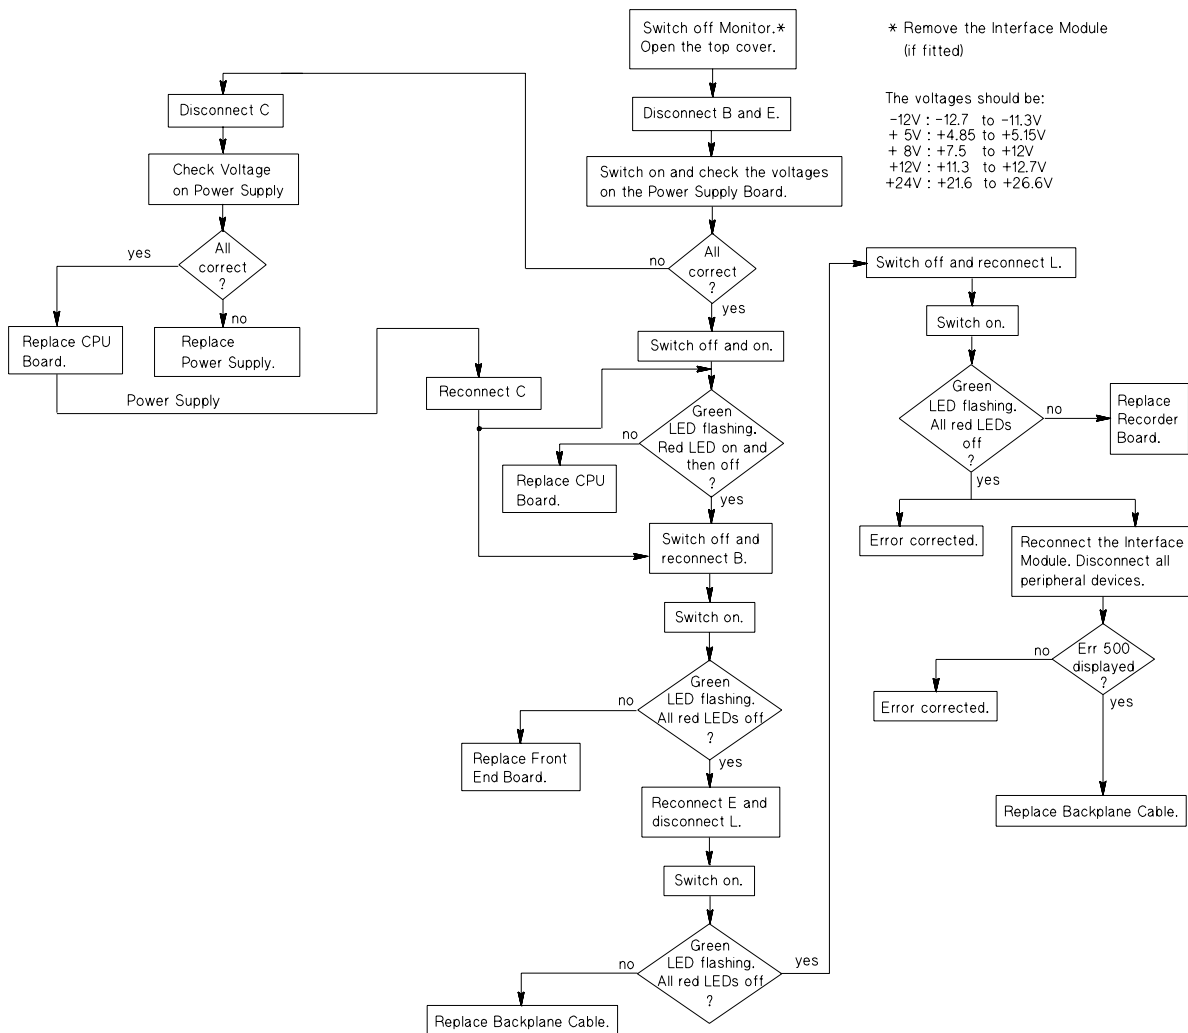 Switch off Monitor.*
Open the top cover.
* Remove the Interface Module
(if fitted)
The voltages should be:
-12V : -12.7 to -11.3V
+ 5V : +4.85 to +5.15V
+ 8V : +7.5 to +12V
+12V : +11.3 to +12.7V
+24V : +21.6 to +26.6V
Disconnect B and E.
Switch on and check the voltages
on the Power Supply Board.
All
correct
?
no
yes
Disconnect C
Check Voltage
on Power Supply
All
correct
?
yes
no
Replace CPU
Board.
Replace
Power Supply.
Power Supply
Reconnect C
Switch off and on.
Green
LED flashing.
Red LED on and
then off
?
no
yes
Replace CPU
Board.
Switch off and
reconnect B.
Switch on.
Green
LED flashing.
All red LEDs off
?
no
yes
Replace Front
End Board.
Reconnect E and
disconnect L.
Switch on.
Green
LED flashing.
All red LEDs off
?
no
yes
Replace Backplane Cable.
Switch off and reconnect L.
Switch on.
Green
LED flashing.
All red LEDs
off
?
no
yes
Replace
Recorder
Board.
Error corrected.
Reconnect the Interface
Module. Disconnect all
peripheral devices.
Err 500
displayed
?
no
yes
Error corrected.
Replace Backplane Cable.